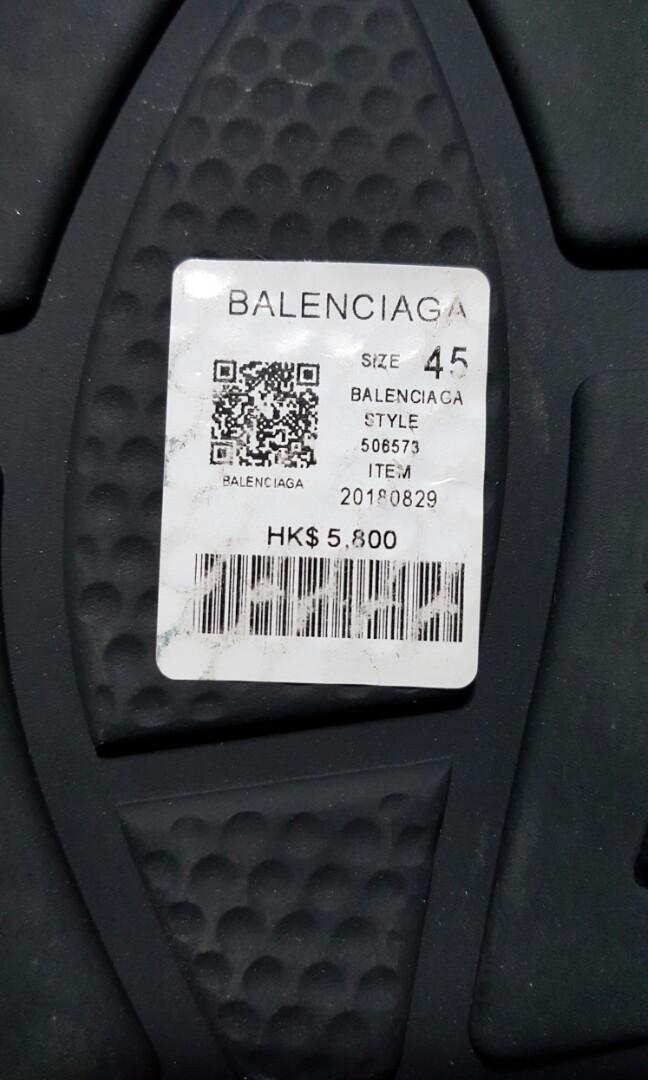 BALENCIAGA
SIZE 45
BALENCIAGA
STYLE
506573
ITEM
20180829
BALENCIAGA
HK$ 5,800